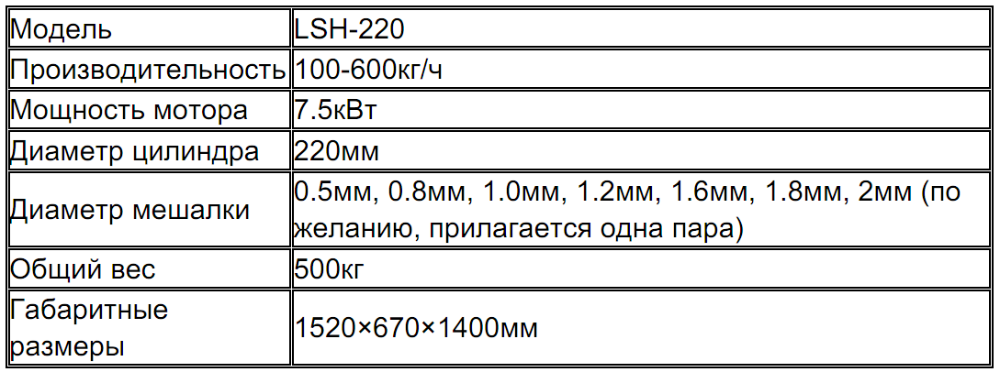 Модель LSH-220
Производительность 100-600кг/ч
Мощность мотора 7.5кВт
Диаметр цилиндра 220мм
Диаметр мешалки 0.5мм, 0.8мм, 1.0мм, 1.2мм, 1.6мм, 1.8мм, 2мм (по
желанию, прилагается одна пара)
Общий вес 500кг
Габаритные
размеры 1520×670×1400мм